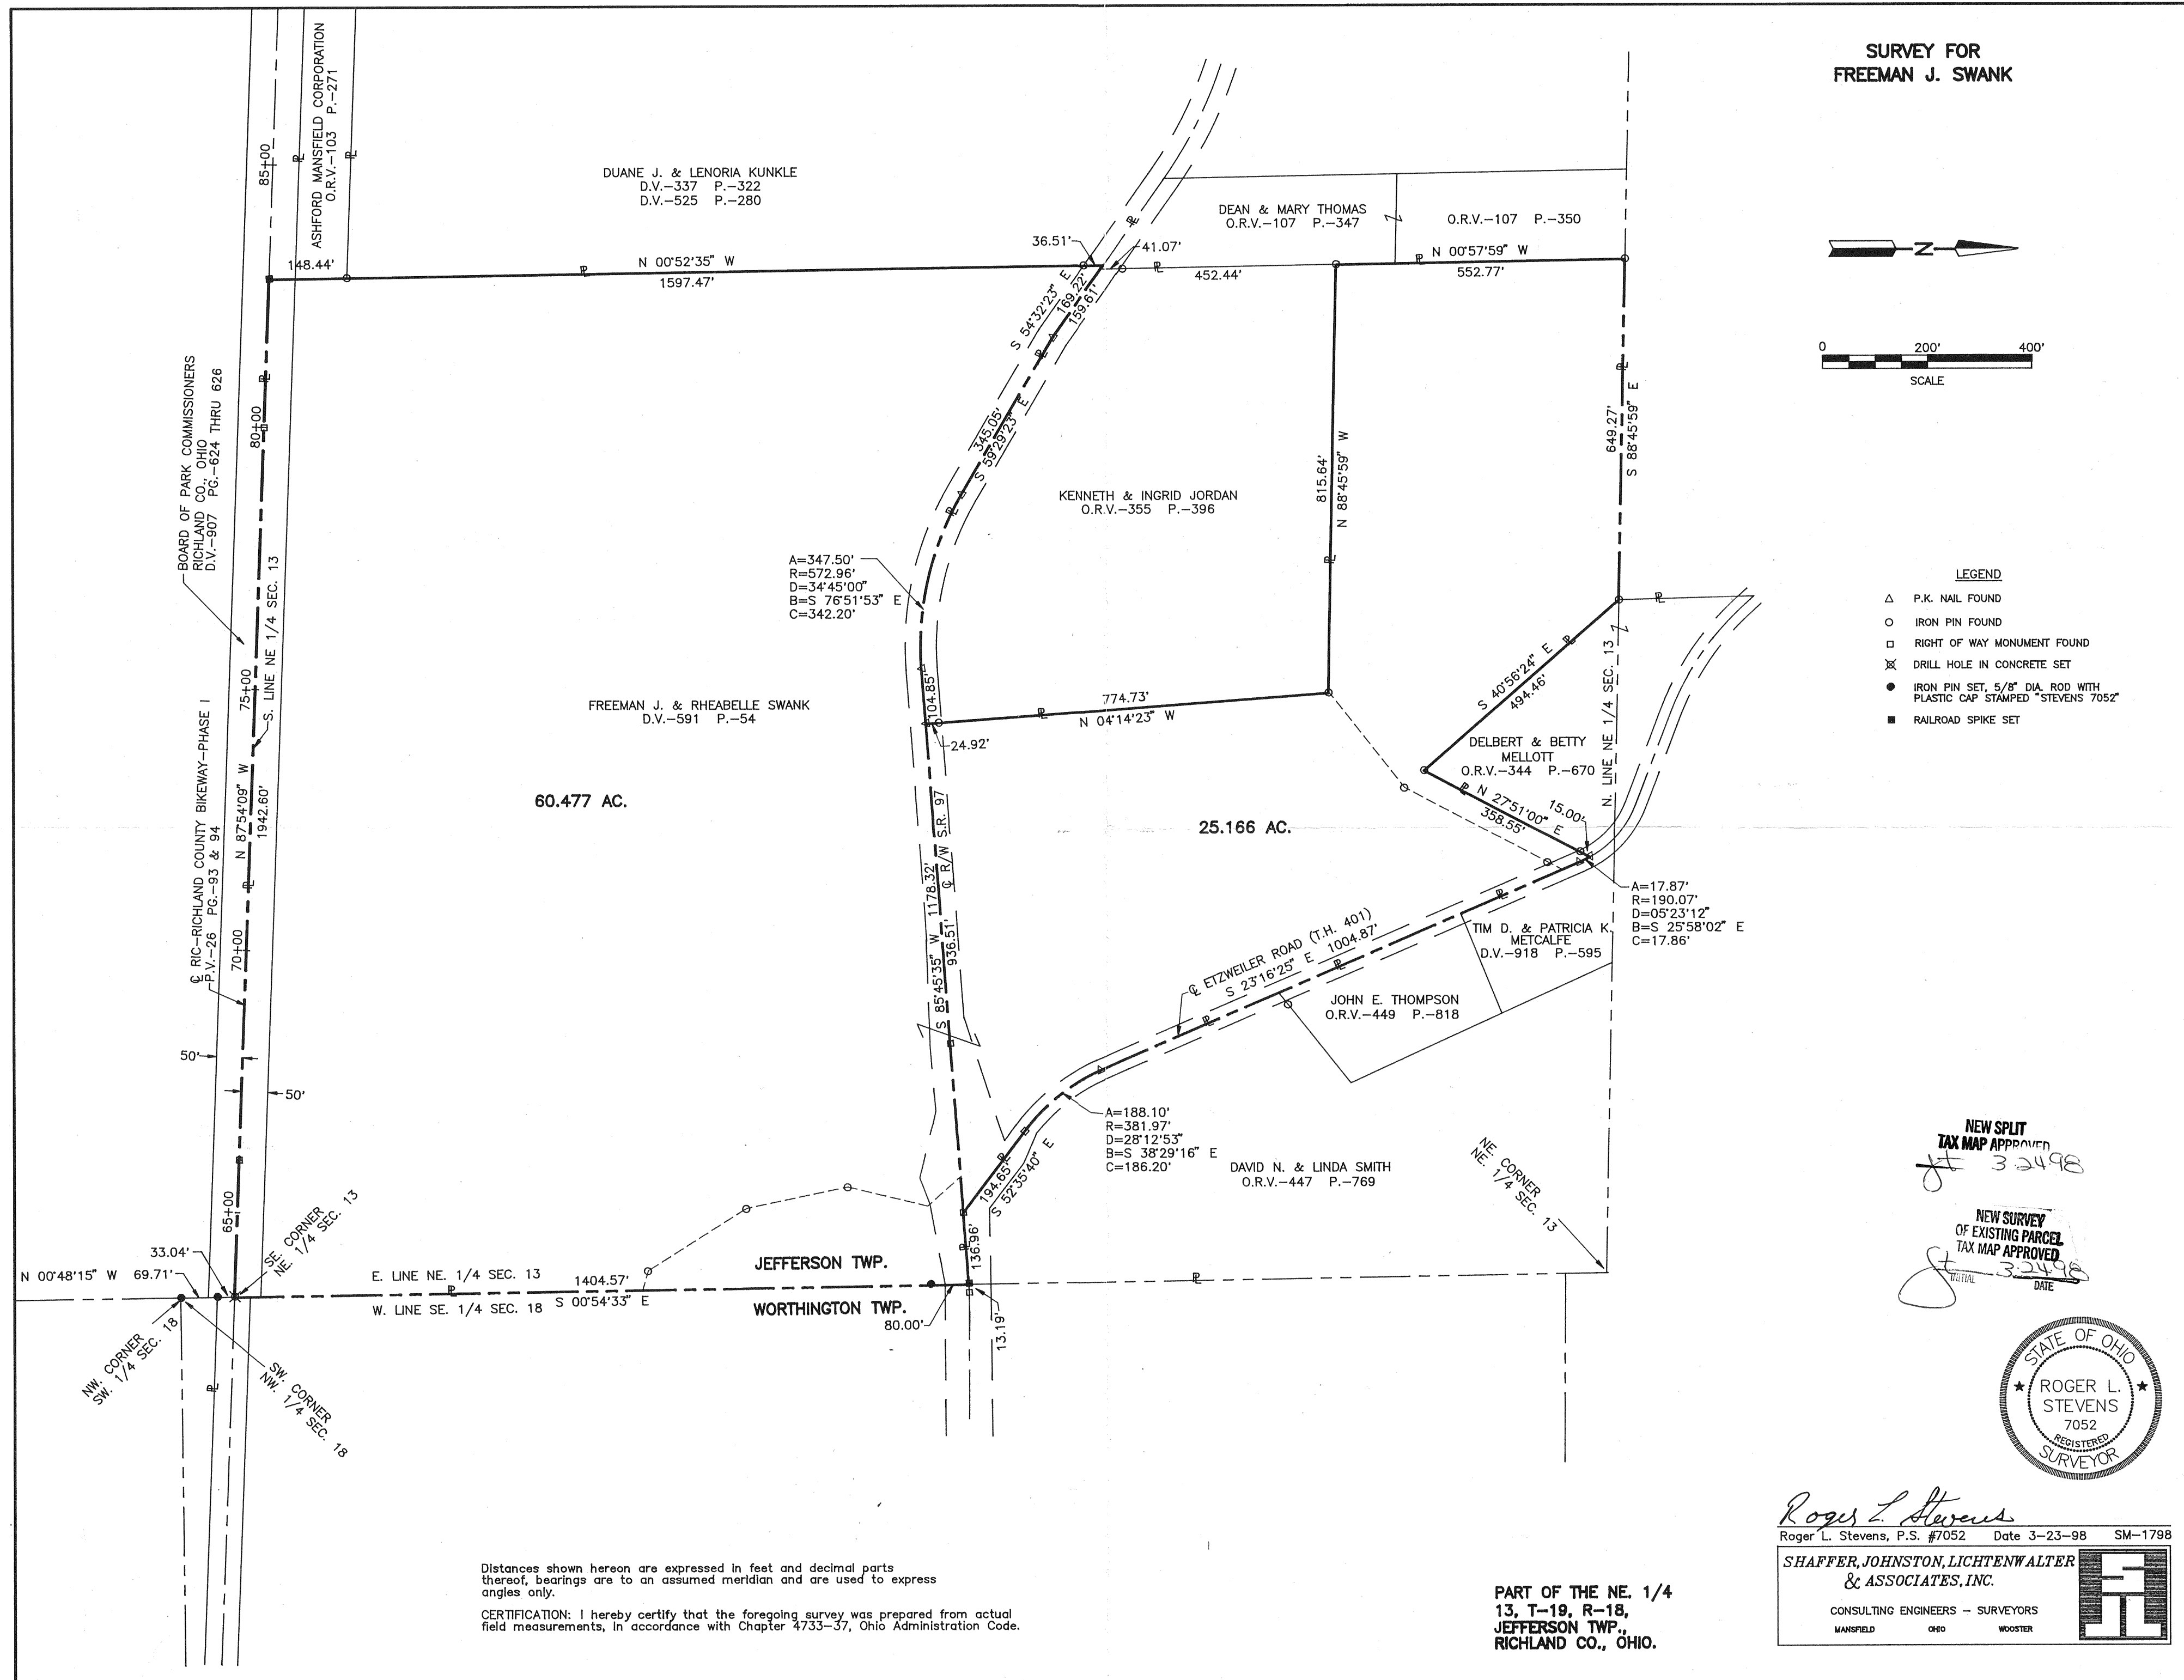 SURVEY FOR
FREEMAN J. SWANK
ASHFORD MANSFIELD CORPORATION
O.R.V.-103 P.-271
85+00
DUANE J. & LENORIA KUNKLE
D.V.-337 P.-322
D.V.-525 P.-280
DEAN & MARY THOMAS
O.R.V.-107 P.-347
O.R.V.-107 P.-350
148.44'
N 00°52'35" W
1597.47'
36.51'
41.07'
452.44'
N 00°57'59" W
552.77'
N
0 200' 400'
SCALE
S 54°32'23" E
169.22'
159.61'
345.05'
S 59°29'23" E
BOARD OF PARK COMMISSIONERS
RICHLAND CO., OHIO
D.V.-907 PG.-624 THRU 626
80+00
S. LINE NE 1/4 SEC. 13
KENNETH & INGRID JORDAN
O.R.V.-355 P.-396
815.64'
N 88°45'59" W
649.27'
S 88°45'59" E
A=347.50'
R=572.96'
D=34°45'00"
B=S 76°51'53" E
C=342.20'
LEGEND
P.K. NAIL FOUND
IRON PIN FOUND
RIGHT OF WAY MONUMENT FOUND
DRILL HOLE IN CONCRETE SET
IRON PIN SET, 5/8" DIA. ROD WITH
PLASTIC CAP STAMPED "STEVENS 7052"
RAILROAD SPIKE SET
75+00
N 87°54'09" W
1942.60'
FREEMAN J. & RHEABELLE SWANK
D.V.-591 P.-54
104.85'
774.73'
N 04°14'23" W
24.92'
S 40°56'24" E
494.46'
N. LINE NE 1/4 SEC. 13
DELBERT & BETTY
MELLOTT
O.R.V.-344 P.-670
N 27°51'00" E
358.55'
15.00'
60.477 AC.
25.166 AC.
℄ RIC-RICHLAND COUNTY BIKEWAY-PHASE I
P.V.-26 PG.-93 & 94
70+00
S 85°45'35" W 1178.32'
936.51'
℄ R/W S.R. 97
A=17.87'
R=190.07'
D=05°23'12"
B=S 25°58'02" E
C=17.86'
TIM D. & PATRICIA K.
METCALFE
D.V.-918 P.-595
℄ ETZWEILER ROAD (T.H. 401)
S 23°16'25" E 1004.87'
JOHN E. THOMPSON
O.R.V.-449 P.-818
50'
50'
A=188.10'
R=381.97'
D=28°12'53"
B=S 38°29'16" E
C=186.20'
194.65'
S 52°35'40" E
DAVID N. & LINDA SMITH
O.R.V.-447 P.-769
NE. CORNER
NE. 1/4 SEC. 13
65+00
SE. CORNER
NE. 1/4 SEC. 13
136.96'
33.04'
N 00°48'15" W 69.71'
E. LINE NE. 1/4 SEC. 13
1404.57'
W. LINE SE. 1/4 SEC. 18 S 00°54'33" E
JEFFERSON TWP.
WORTHINGTON TWP.
80.00'
13.19'
NW. CORNER
SW. 1/4 SEC. 18
SW. CORNER
NW. 1/4 SEC. 18
NEW SPLIT
TAX MAP APPROVED
3-24-98
NEW SURVEY
OF EXISTING PARCEL
TAX MAP APPROVED
3-24-98
INITIAL DATE
STATE OF OHIO
ROGER L.
STEVENS
7052
REGISTERED
SURVEYOR
Roger L. Stevens
Roger L. Stevens, P.S. #7052 Date 3-23-98 SM-1798
SHAFFER, JOHNSTON, LICHTENWALTER
& ASSOCIATES, INC.
CONSULTING ENGINEERS - SURVEYORS
MANSFIELD OHIO WOOSTER
Distances shown hereon are expressed in feet and decimal parts
thereof, bearings are to an assumed meridian and are used to express
angles only.
CERTIFICATION: I hereby certify that the foregoing survey was prepared from actual
field measurements, in accordance with Chapter 4733-37, Ohio Administration Code.
PART OF THE NE. 1/4
13, T-19, R-18,
JEFFERSON TWP.,
RICHLAND CO., OHIO.